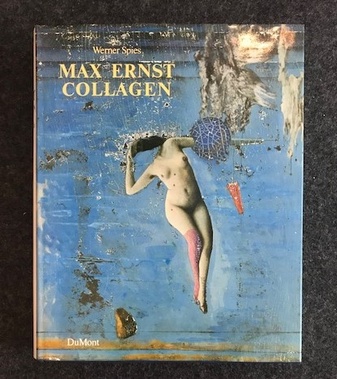 Werner Spies
MAX ERNST
COLLAGEN
DuMont